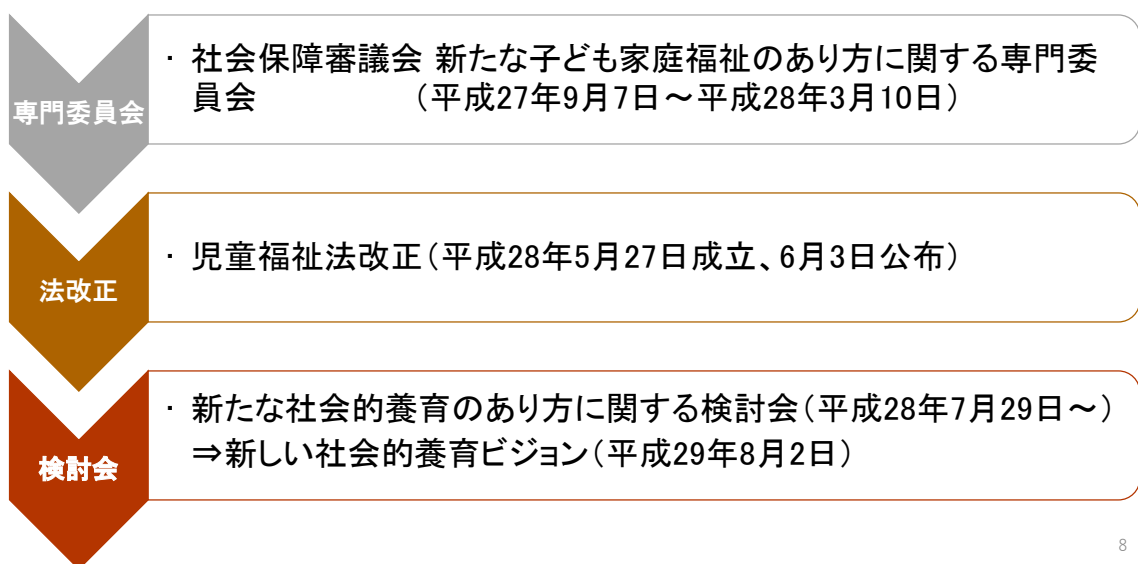 専門委員会
・社会保障審議会 新たな子ども家庭福祉のあり方に関する専門委
員会　　　　　　（平成27年9月7日～平成28年3月10日）
法改正
・児童福祉法改正（平成28年5月27日成立、6月3日公布）
検討会
・新たな社会的養育のあり方に関する検討会（平成28年7月29日～）
⇒新しい社会的養育ビジョン（平成29年8月2日）
8